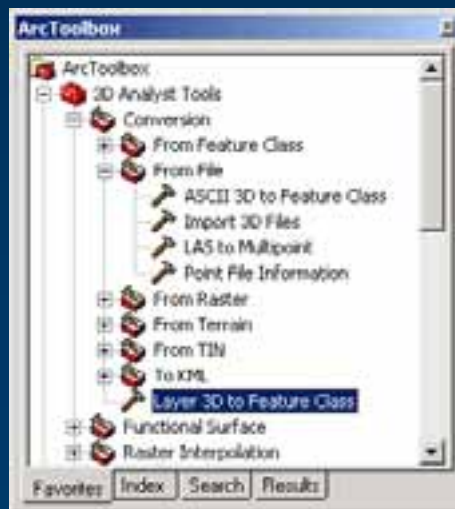 ArcToolbox
ArcToolbox
3D Analyst Tools
Conversion
From Feature Class
From File
ASCII 3D to Feature Class
Import 3D Files
LAS to Multipoint
Point File Information
From Raster
From Terrain
From TIN
To KML
Layer 3D to Feature Class
Functional Surface
Raster Interpolation
Favorites Index Search Results